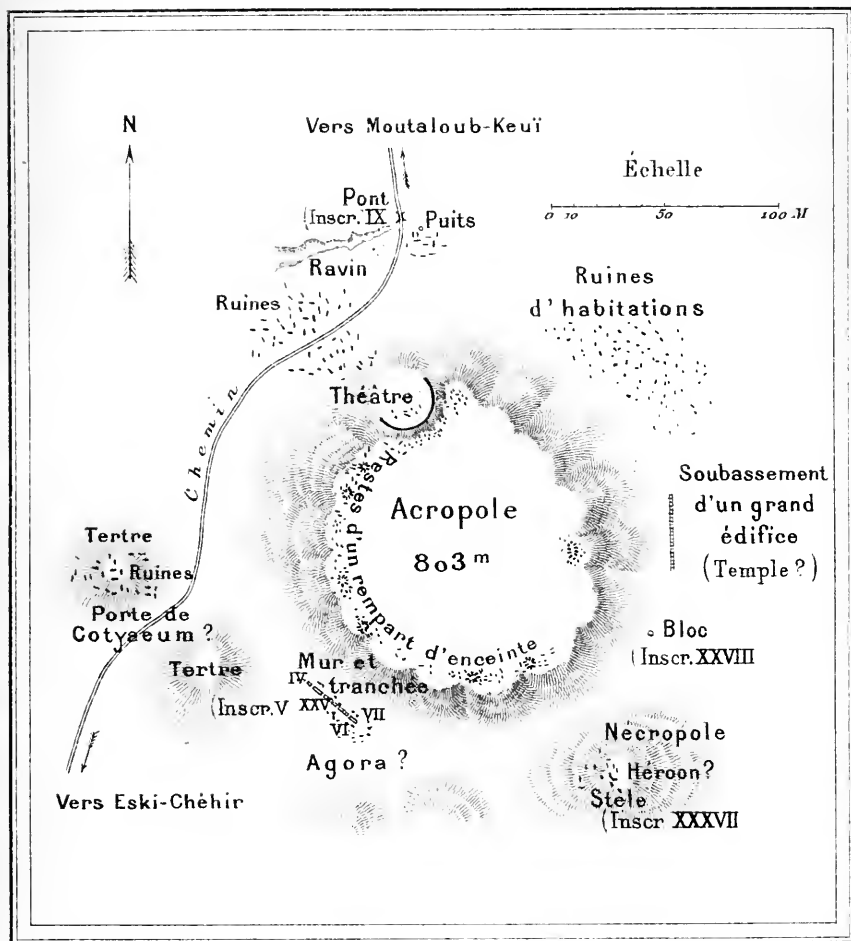 N
Vers Moutaloub-Keuï
Échelle
0 10 50 100 M
Pont
(Inscr. IX
Puits
Ravin
Ruines
Ruines
d'habitations
Théâtre
Chemin
Restes d'un rempart d'enceinte
Acropole
803 m
Soubassement
d'un grand
édifice
(Temple?)
Tertre
Ruines
Porte de
Cotyaeum ?
Tertre
Bloc
(Inscr. XXVIII
Mur et
tranchée
IV
(Inscr. V XXV VII
VI
Agora ?
Nécropole
Héroon?
Stèle
(Inscr XXXVII
Vers Eski-Chéhir